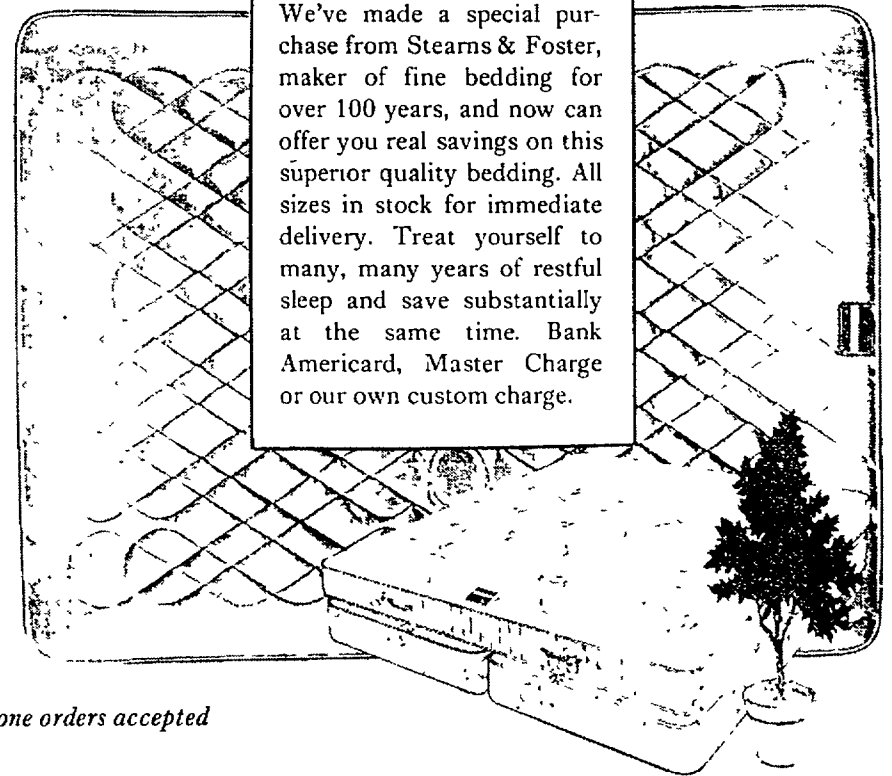 We've made a special pur-
chase from Stearns & Foster,
maker of fine bedding for
over 100 years, and now can
offer you real savings on this
superior quality bedding. All
sizes in stock for immediate
delivery. Treat yourself to
many, many years of restful
sleep and save substantially
at the same time. Bank
Americard, Master Charge
or our own custom charge.
one orders accepted